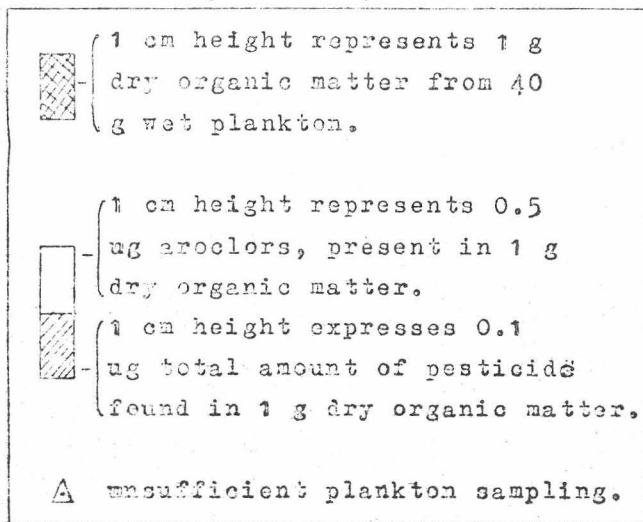 1 cm height represents 1 g
dry organic matter from 40
g wet plankton.
1 cm height represents 0.5
ug aroclors, present in 1 g
dry organic matter.
1 cm height expresses 0.1
ug total amount of pesticide
found in 1 g dry organic matter.
unsufficient plankton sampling.